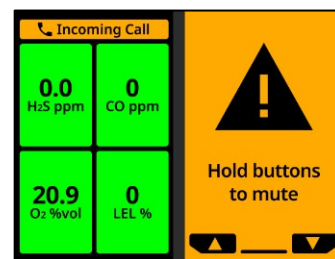 Incoming Call
0.0
H₂S ppm
0
CO ppm
20.9
O₂ %vol
0
LEL %
Hold buttons
to mute